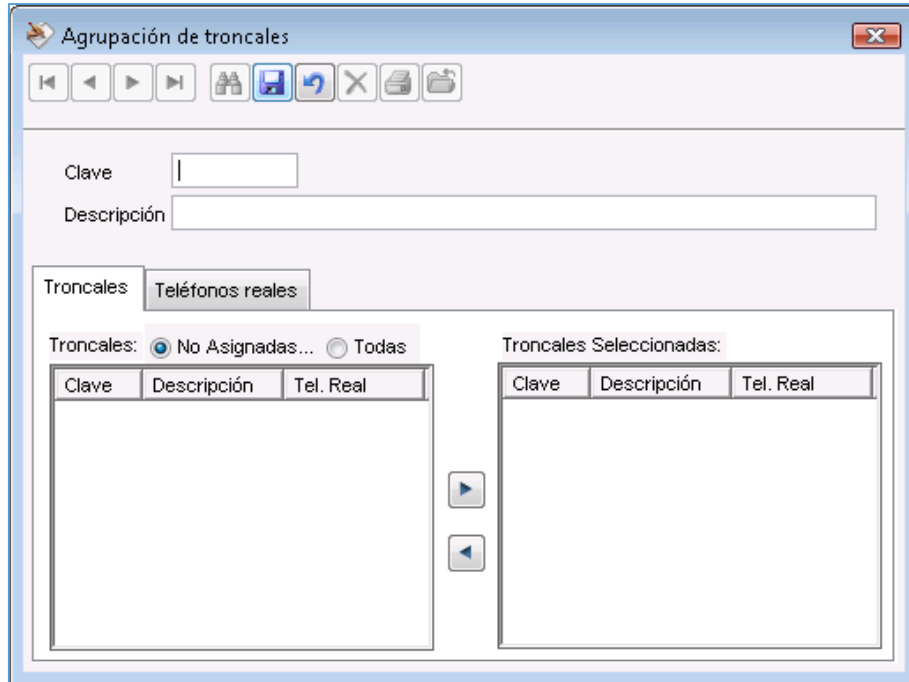 Agrupación de troncales
Clave
Descripción
Troncales Teléfonos reales
Troncales: No Asignadas... Todas Troncales Seleccionadas:
Clave Descripción Tel. Real Clave Descripción Tel. Real